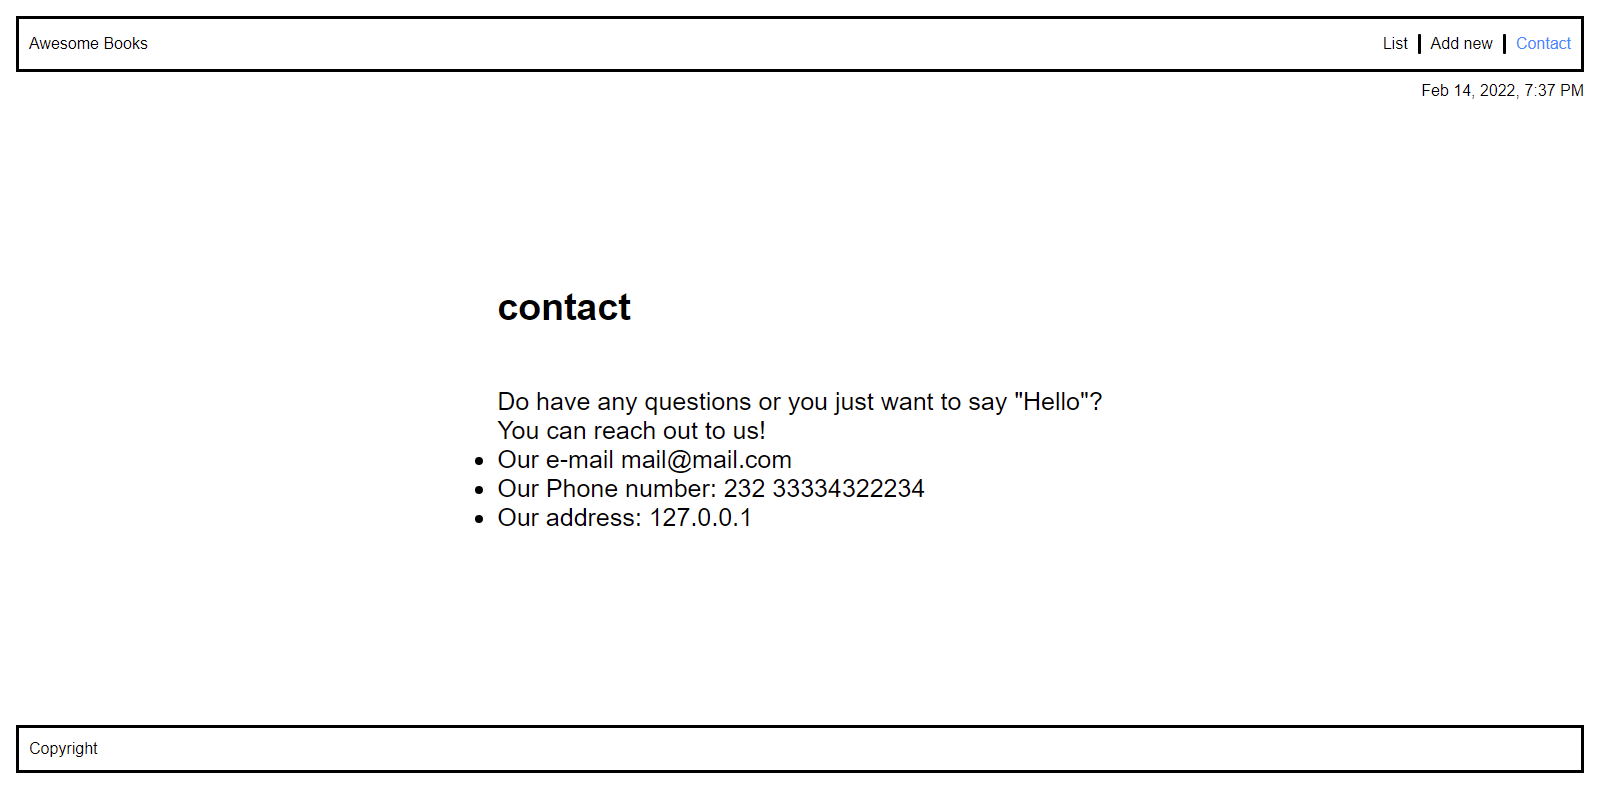 Awesome Books
List
Add new
Contact
Feb 14, 2022, 7:37 PM
contact
Do have any questions or you just want to say "Hello"?
You can reach out to us!
Our e-mail mail@mail.com
Our Phone number: 232 33334322234
Our address: 127.0.0.1
Copyright